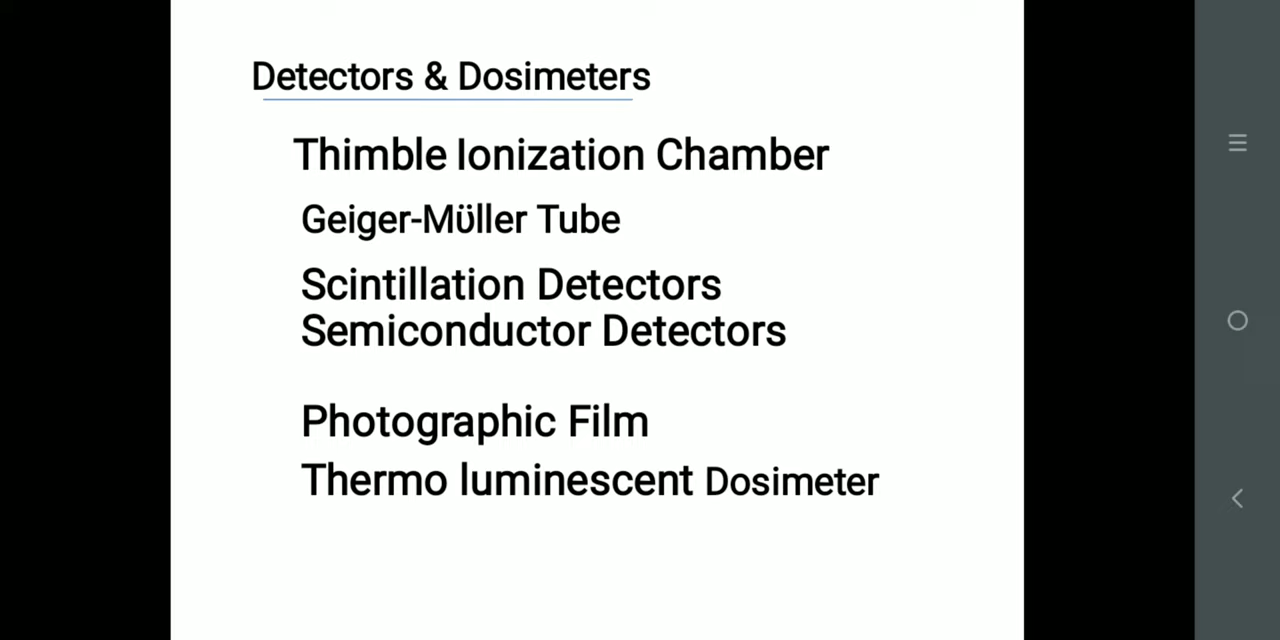 Detectors & Dosimeters
Thimble Ionization Chamber
Geiger-Müller Tube
Scintillation Detectors
Semiconductor Detectors
Photographic Film
Thermo luminescent Dosimeter